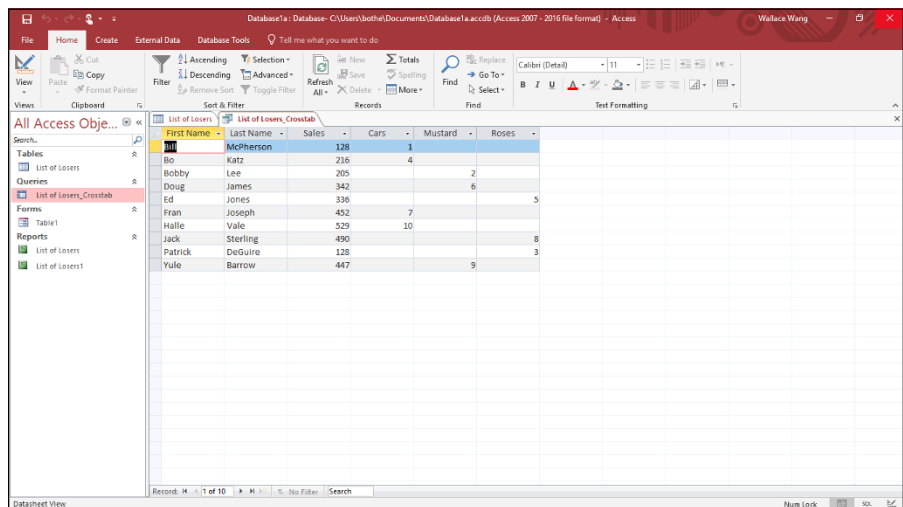 Database1a : Database- C:\Users\bothe\Documents\Database1a.accdb (Access 2007 - 2016 file format) - Access
Wallace Wang
File Home Create External Data Database Tools Tell me what you want to do
View
Paste
Cut
Copy
Format Painter
Filter
Ascending
Descending
Remove Sort
Selection
Advanced
Toggle Filter
Refresh All
New
Save
Delete
Totals
Spelling
More
Find
Replace
Go To
Select
Calibri (Detail) 11
B I U A
Views Clipboard Sort & Filter Records Find Text Formatting
All Access Obje...
Search...
Tables
List of Losers
Queries
List of Losers_Crosstab
Forms
Table1
Reports
List of Losers
List of Losers1
List of Losers List of Losers_Crosstab
First Name Last Name Sales Cars Mustard Roses
Bill McPherson 128 1
Bo Katz 216 4
Bobby Lee 205 2
Doug James 342 6
Ed Jones 336 5
Fran Joseph 452 7
Halle Vale 529 10
Jack Sterling 490 8
Patrick DeGuire 128 3
Yule Barrow 447 9
Record: 1 of 10 No Filter Search
Datasheet View
Num Lock SQL